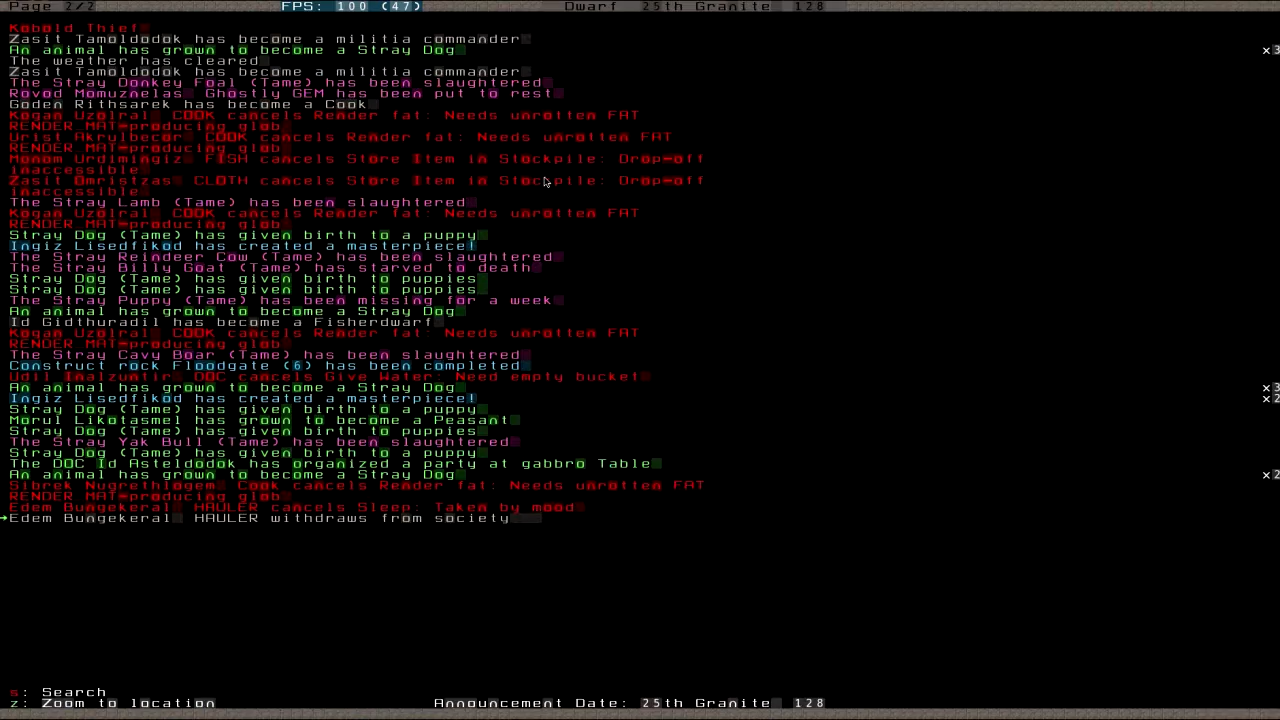 Page 2/2 FPS: 100 (47) Dwarf 25th Granite 128
Kobold Thief
Zasit Tamoldodok has become a militia commander
An animal has grown to become a Stray Dog x3
The weather has cleared
Zasit Tamoldodok has become a militia commander
The Stray Donkey Foal (Tame) has been slaughtered
Rovod Momuznelas Ghostly GEM has been put to rest
Goden Rithsarek has become a Cook
Kogan Uzolral COOK cancels Render fat: Needs unrotten FAT
RENDER MAT-producing glob
Urist Akrulbecor COOK cancels Render fat: Needs unrotten FAT
RENDER MAT-producing glob
Monom Urdimingiz FISH cancels Store Item in Stockpile: Drop-off
inaccessible
Zasit Omristzas CLOTH cancels Store Item in Stockpile: Drop-off
inaccessible
The Stray Lamb (Tame) has been slaughtered
Kogan Uzolral COOK cancels Render fat: Needs unrotten FAT
RENDER MAT-producing glob
Stray Dog (Tame) has given birth to a puppy
Ingiz Lisedfikod has created a masterpiece!
The Stray Reindeer Cow (Tame) has been slaughtered
The Stray Billy Goat (Tame) has starved to death
Stray Dog (Tame) has given birth to puppies
Stray Dog (Tame) has given birth to puppies
The Stray Puppy (Tame) has been missing for a week
An animal has grown to become a Stray Dog
Id Gidthuradil has become a Fisherdwarf
Kogan Uzolral COOK cancels Render fat: Needs unrotten FAT
RENDER MAT-producing glob
The Stray Cavy Boar (Tame) has been slaughtered
Construct rock Floodgate (6) has been completed
Udil Inalzuntir DOC cancels Give Water: Need empty bucket
An animal has grown to become a Stray Dog x3
Ingiz Lisedfikod has created a masterpiece! x2
Stray Dog (Tame) has given birth to a puppy
Morul Likotasmel has grown to become a Peasant
Stray Dog (Tame) has given birth to puppies
The Stray Yak Bull (Tame) has been slaughtered
Stray Dog (Tame) has given birth to a puppy
The DOC Id Asteldodok has organized a party at gabbro Table
An animal has grown to become a Stray Dog x2
Sibrek Nugrethlogem Cook cancels Render fat: Needs unrotten FAT
RENDER MAT-producing glob
Edem Bungekeral HAULER cancels Sleep: Taken by mood
Edem Bungekeral HAULER withdraws from society
s: Search
z: Zoom to location Announcement Date: 25th Granite 128